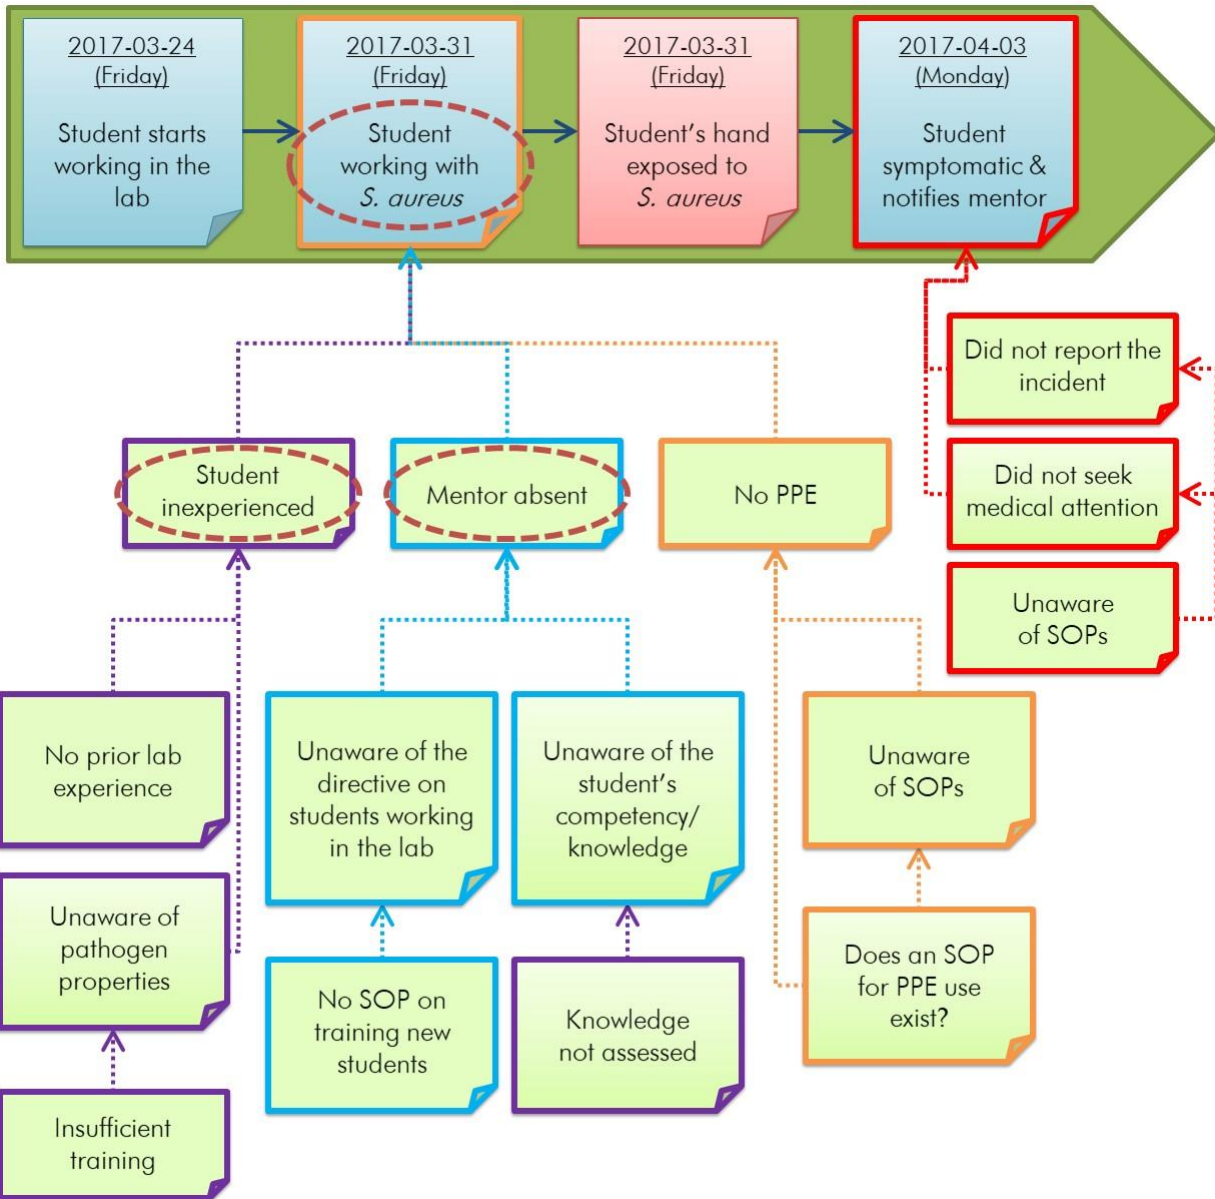 2017-03-24
(Friday)
Student starts
working in the
lab
2017-03-31
(Friday)
Student
working with
S. aureus
2017-03-31
(Friday)
Student's hand
exposed to
S. aureus
2017-04-03
(Monday)
Student
symptomatic &
notifies mentor
Did not report the
incident
Did not seek
medical attention
Unaware
of SOPs
Student
inexperienced
Mentor absent
No PPE
No prior lab
experience
Unaware of the
directive on
students working
in the lab
Unaware of the
student's
competency/
knowledge
Unaware
of SOPs
Unaware of
pathogen
properties
No SOP on
training new
students
Knowledge
not assessed
Does an SOP
for PPE use
exist?
Insufficient
training